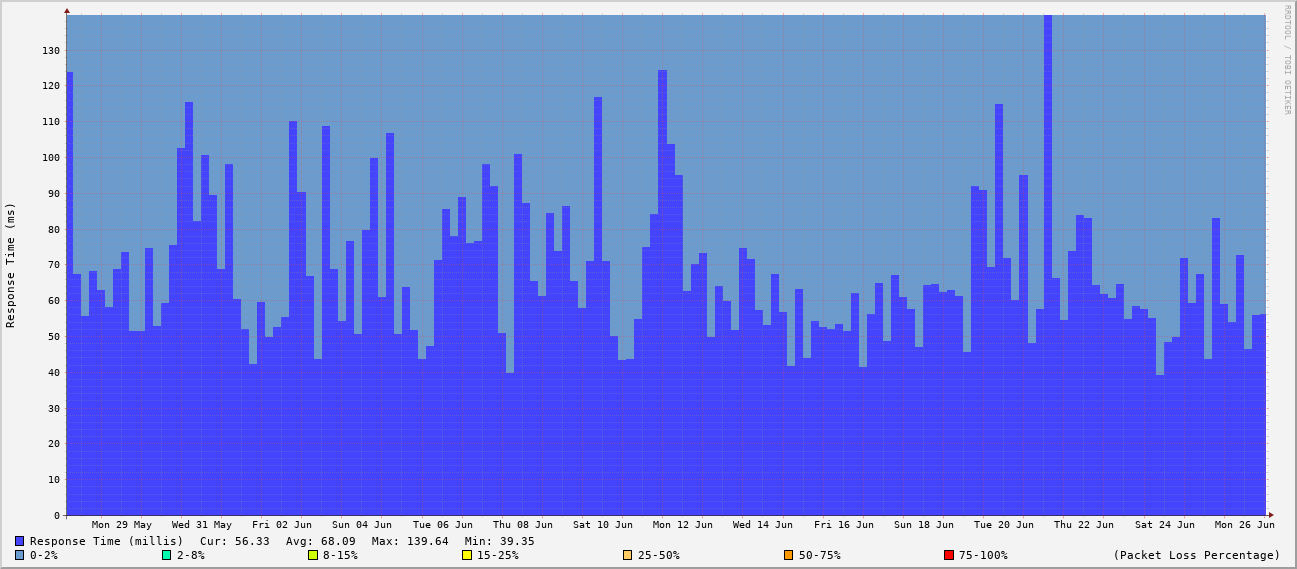 RRDTOOL / TOBI OETIKER
Response Time (ms)
130
120
110
100
90
80
70
60
50
40
30
20
10
0
Mon 29 May Wed 31 May Fri 02 Jun Sun 04 Jun Tue 06 Jun Thu 08 Jun Sat 10 Jun Mon 12 Jun Wed 14 Jun Fri 16 Jun Sun 18 Jun Tue 20 Jun Thu 22 Jun Sat 24 Jun Mon 26 Jun
Response Time (millis) Cur: 56.33 Avg: 68.09 Max: 139.64 Min: 39.35
0-2% 2-8% 8-15% 15-25% 25-50% 50-75% 75-100% (Packet Loss Percentage)